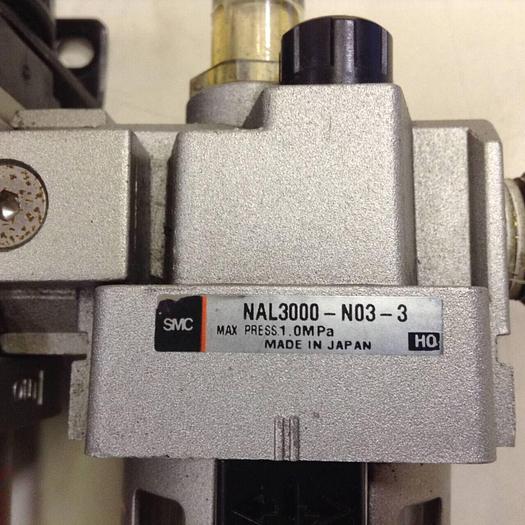 SMC
NAL3000-N03-3
MAX PRESS.1.0MPa
MADE IN JAPAN
HQ